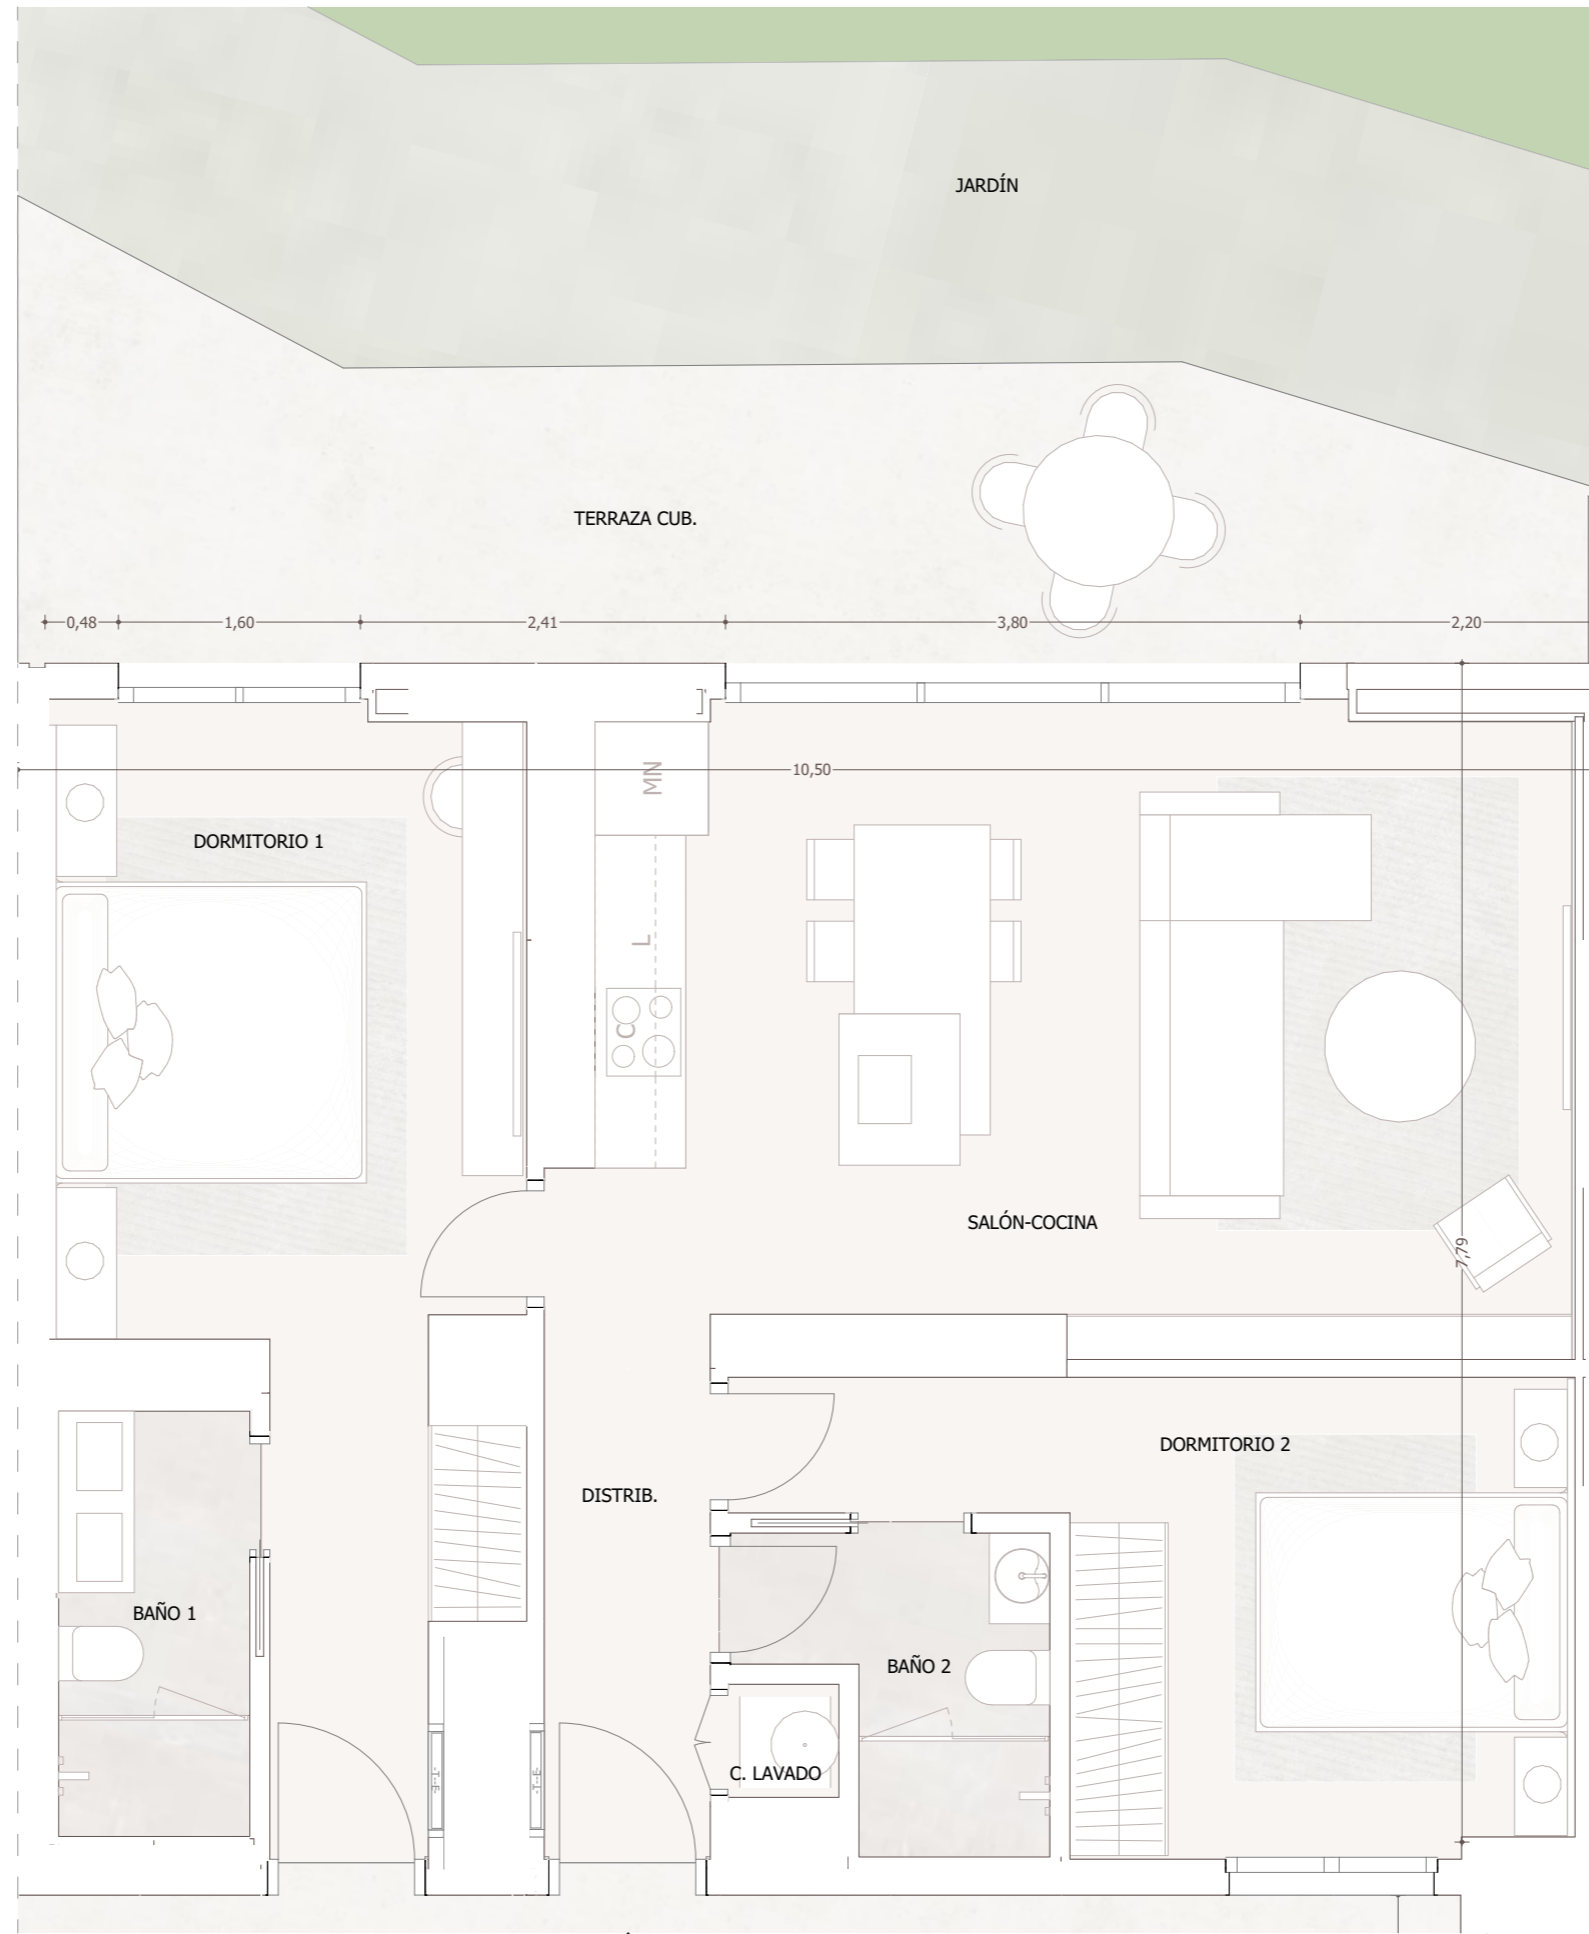 JARDÍN
TERRAZA CUB.
0,48 1,60 2,41 3,80 2,20
10,50
MN
DORMITORIO 1
L
C
SALÓN-COCINA
7,79
DORMITORIO 2
DISTRIB.
BAÑO 1
BAÑO 2
C. LAVADO